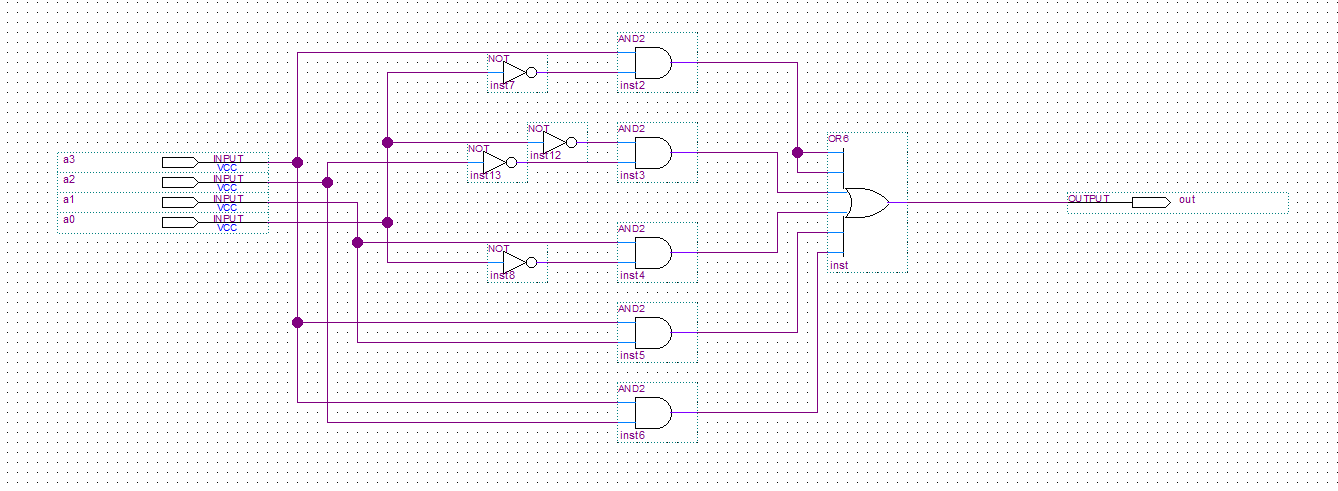 AND2
NOT
inst7
inst2
NOT
AND2
OR6
NOT
inst12
inst13
inst3
a3
INPUT
VCC
a2
INPUT
VCC
a1
INPUT
VCC
a0
INPUT
VCC
OUTPUT
out
AND2
NOT
inst8
inst4
inst
AND2
inst5
AND2
inst6